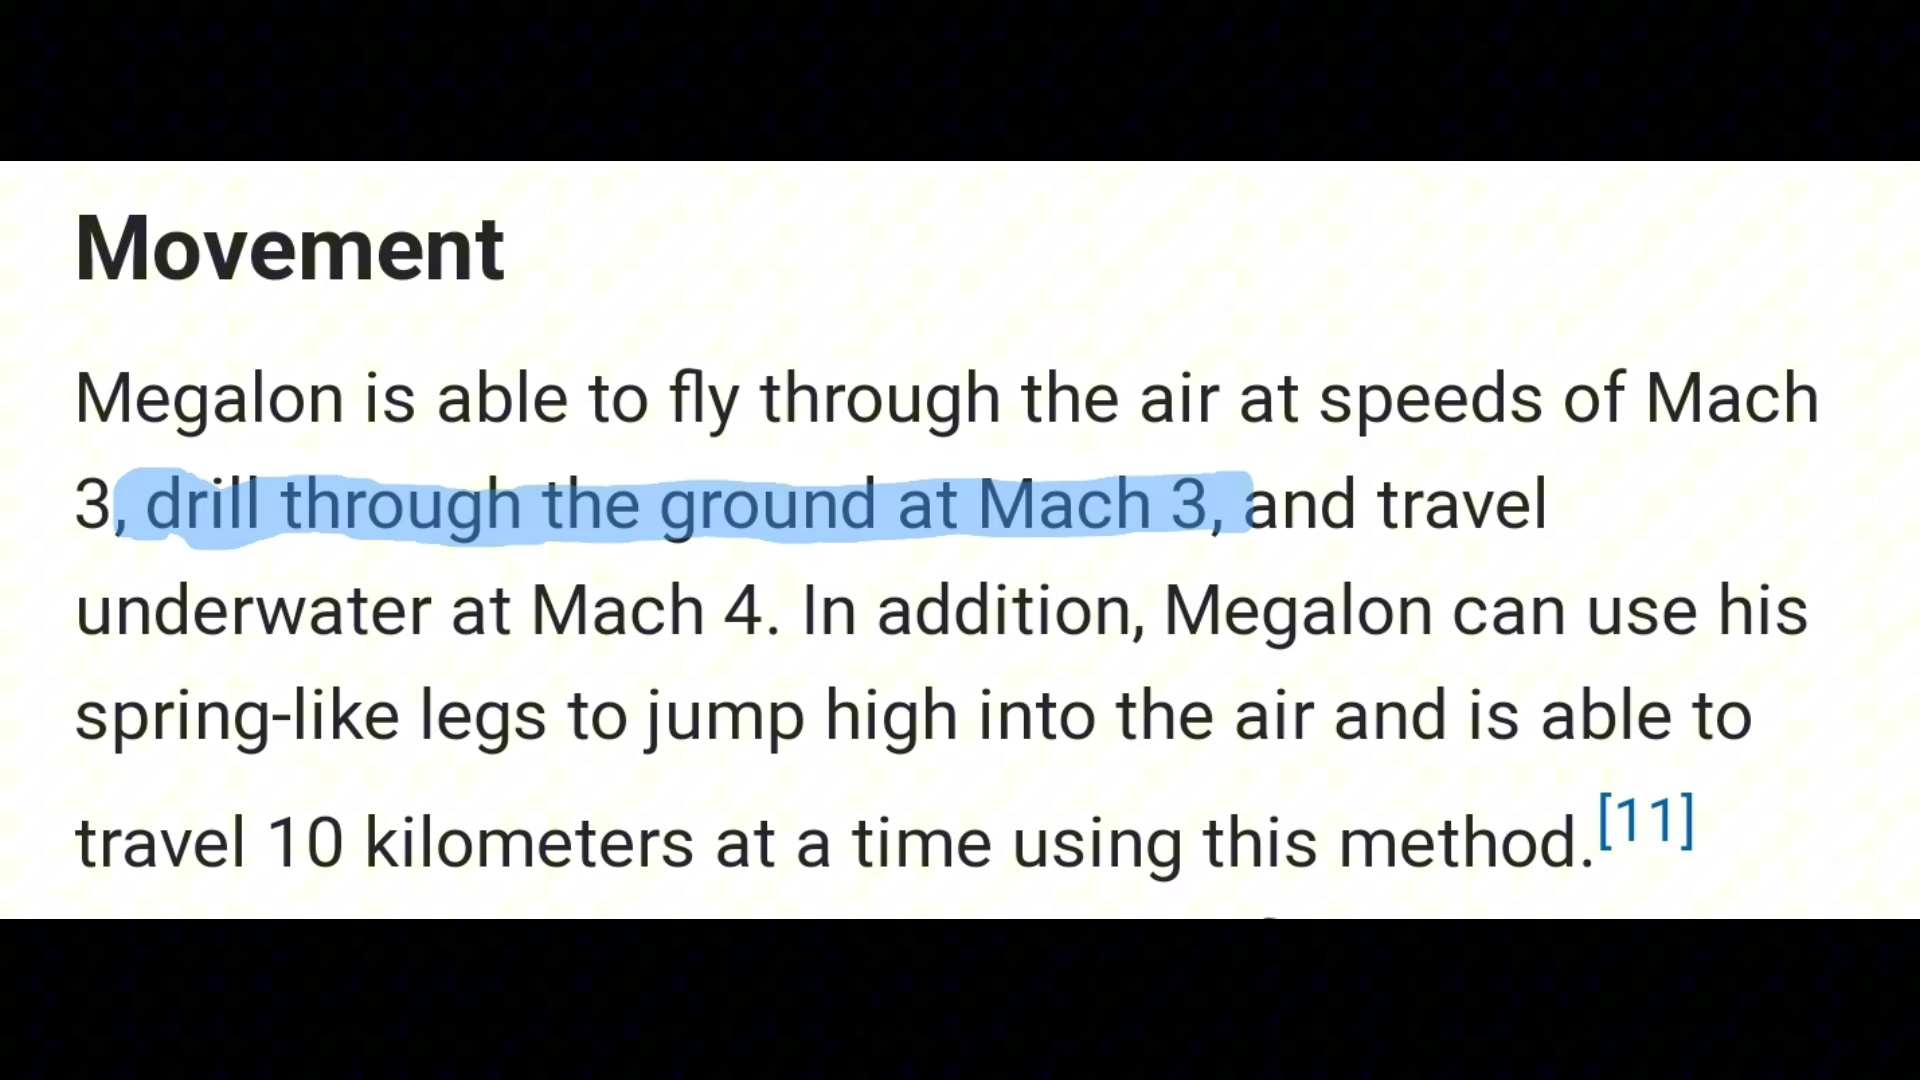 Movement
Megalon is able to fly through the air at speeds of Mach
3, drill through the ground at Mach 3, and travel
underwater at Mach 4. In addition, Megalon can use his
spring-like legs to jump high into the air and is able to
travel 10 kilometers at a time using this method.[11]